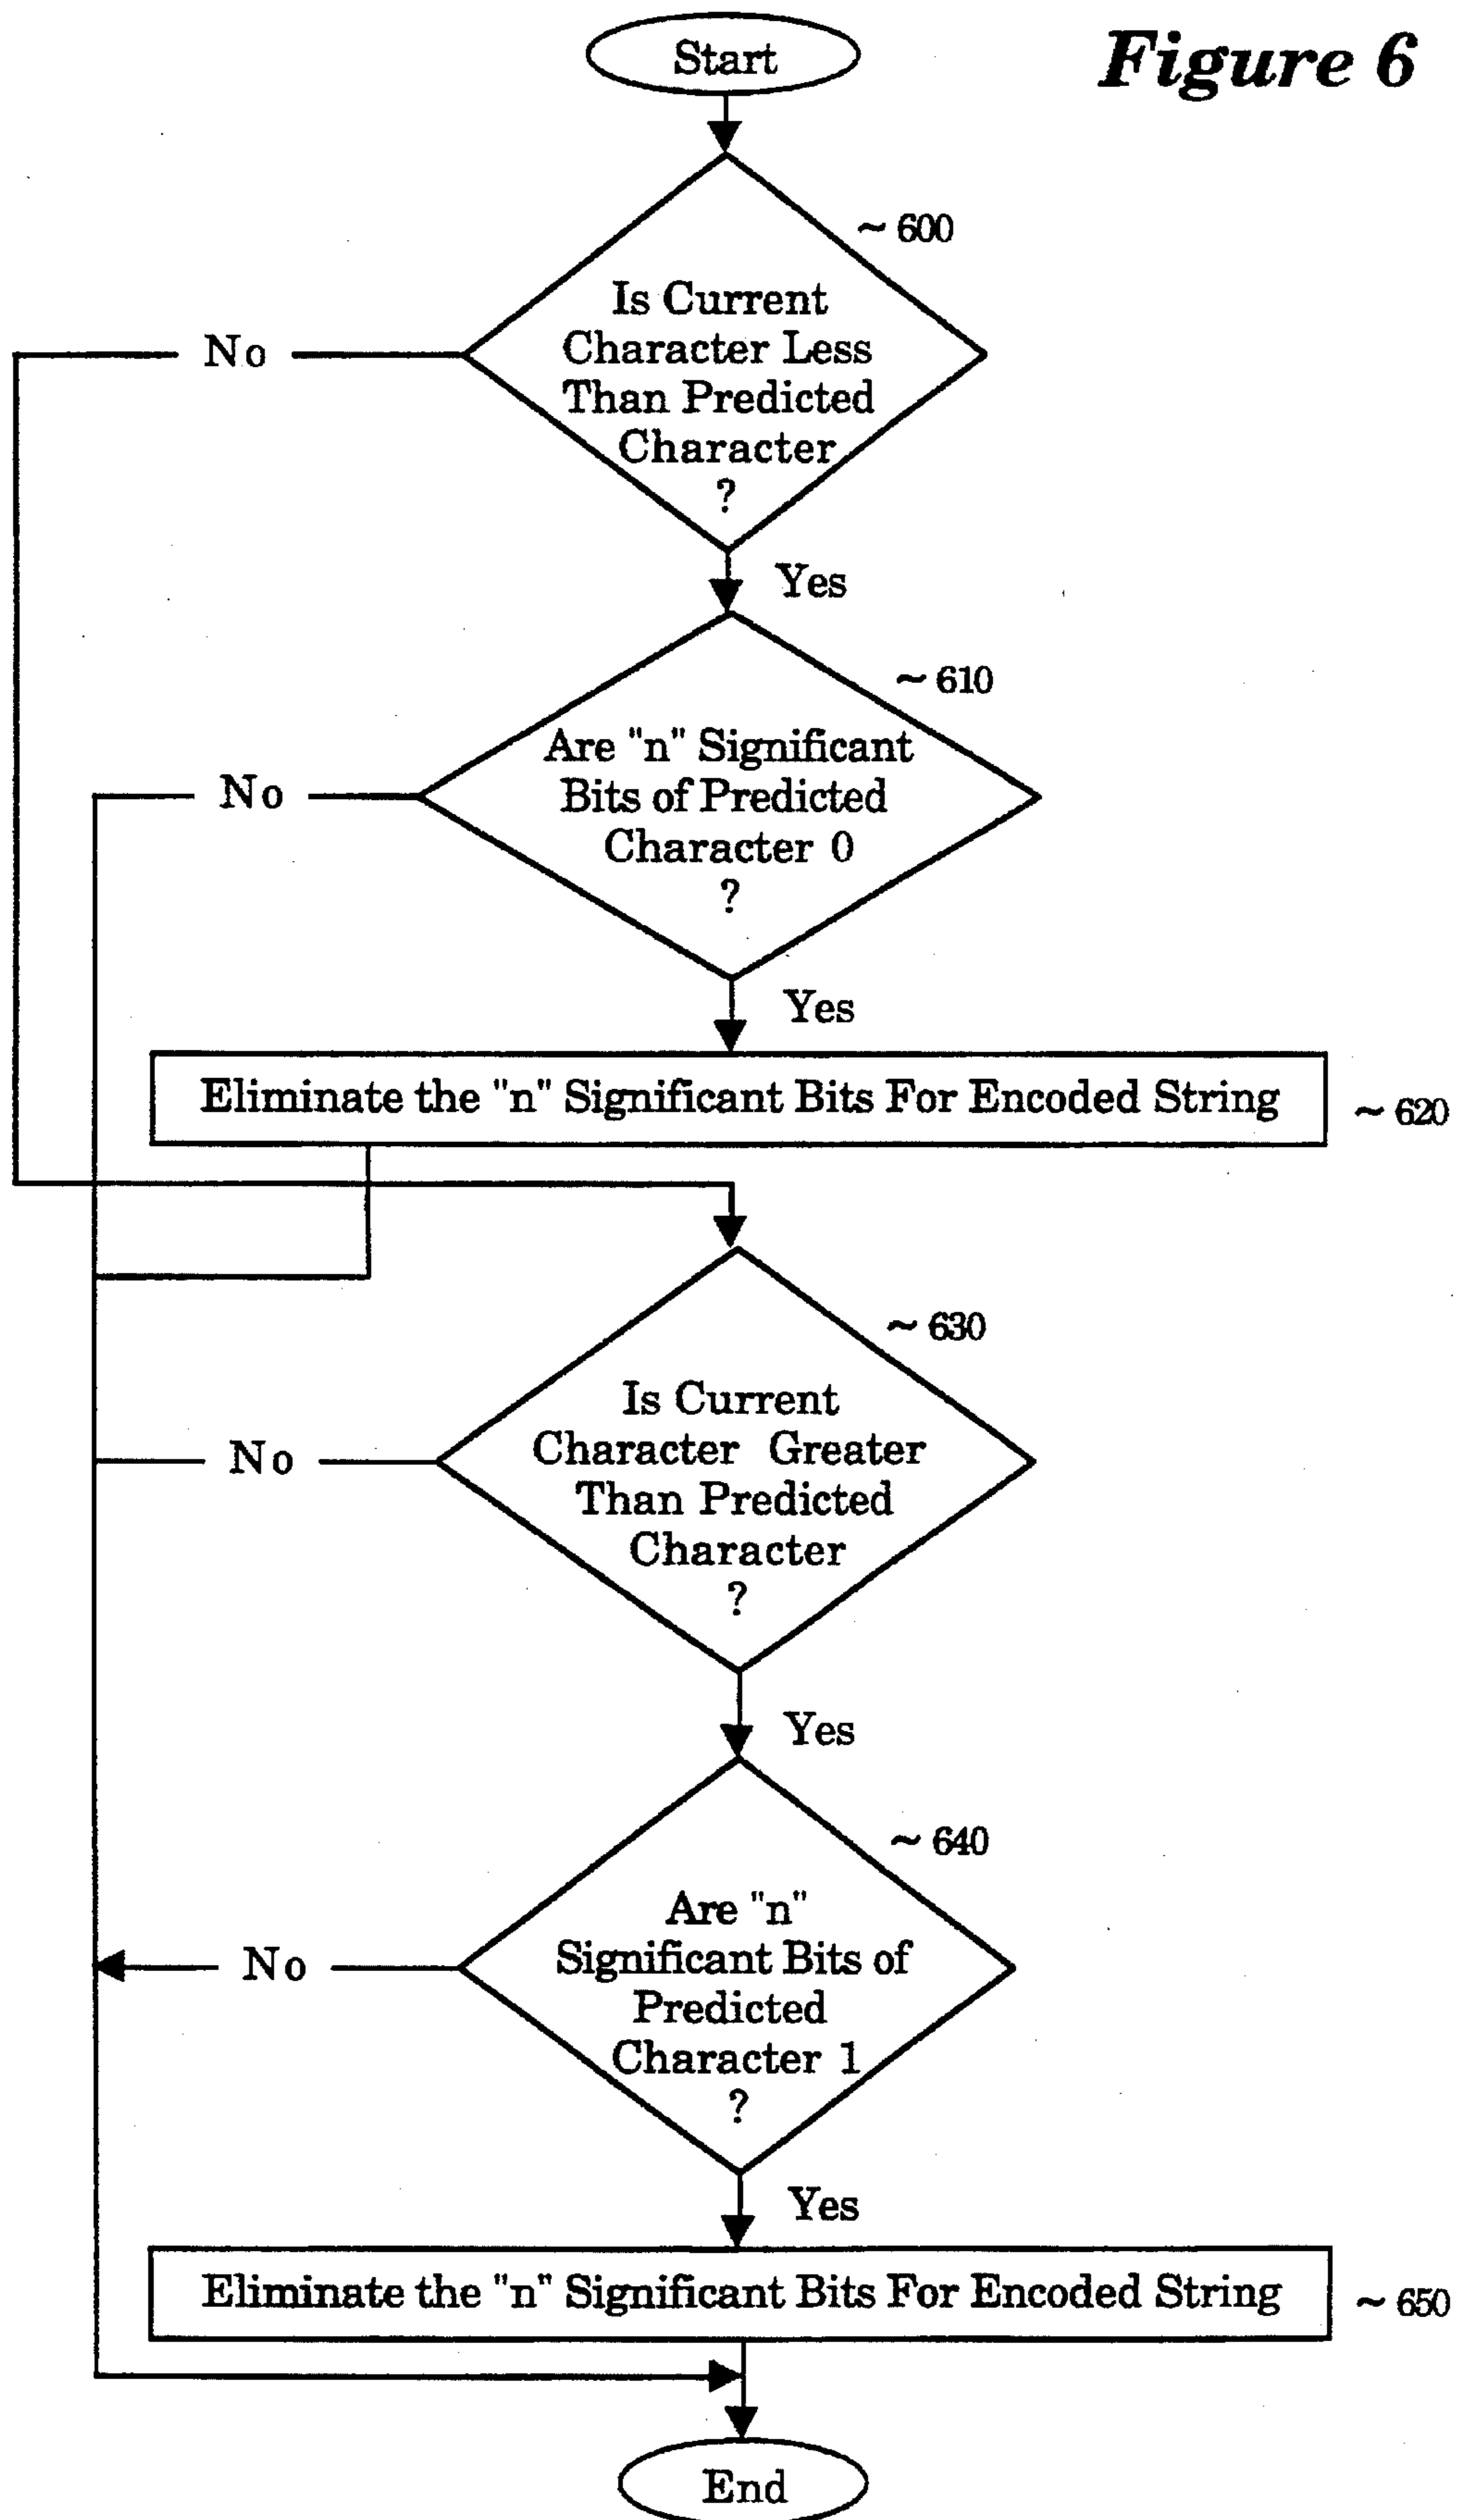 Figure 6
Start
~ 600
Is Current
Character Less
Than Predicted
Character
?
No
Yes
~ 610
Are "n" Significant
Bits of Predicted
Character 0
?
No
Yes
Eliminate the "n" Significant Bits For Encoded String
~ 620
~ 630
Is Current
Character Greater
Than Predicted
Character
?
No
Yes
~ 640
Are "n"
Significant Bits of
Predicted
Character 1
?
No
Yes
Eliminate the "n" Significant Bits For Encoded String
~ 650
End